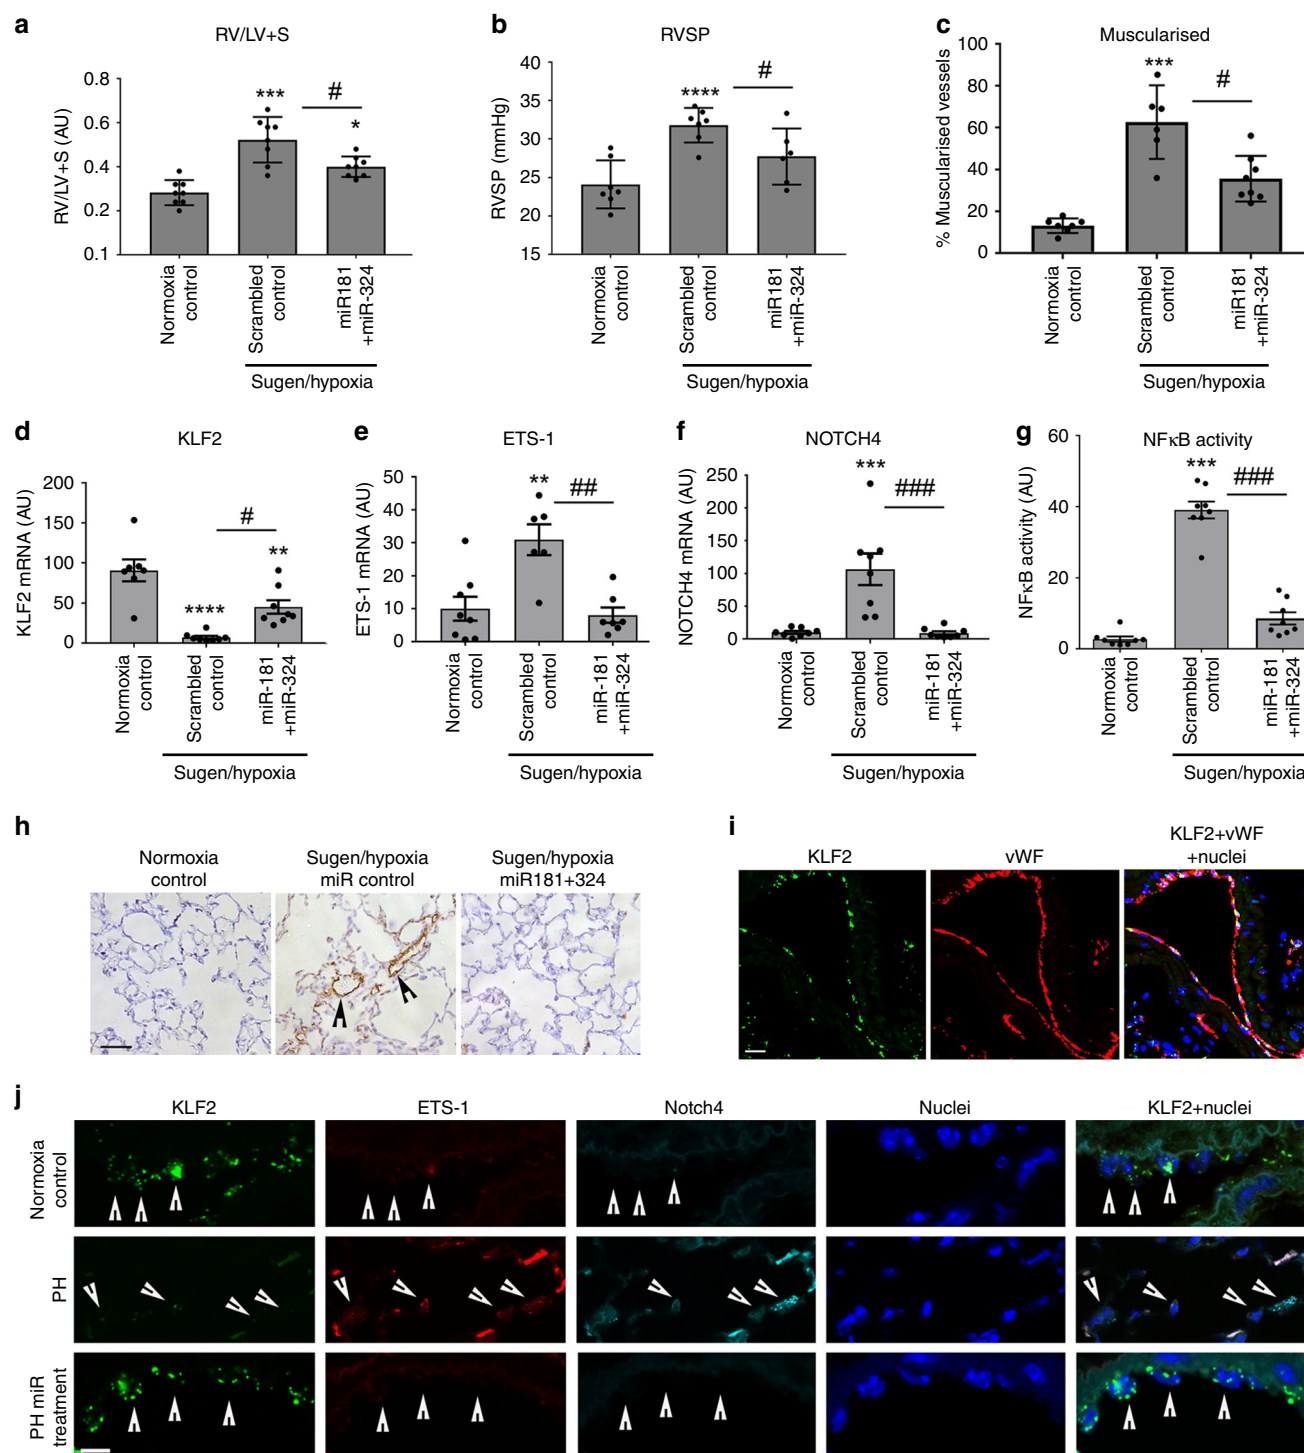 a
RV/LV+S
RV/LV+S (AU)
0.8
0.6
0.4
0.2
0.1
***
#
*
Normoxia
control
Scrambled
control
miR181
+miR-324
Sugen/hypoxia
b
RVSP
RVSP (mmHg)
40
35
30
25
20
15
****
#
Normoxia
control
Scrambled
control
miR181
+miR-324
Sugen/hypoxia
c
Muscularised
% Muscularised vessels
100
80
60
40
20
0
***
#
Normoxia
control
Scrambled
control
miR181
+miR-324
Sugen/hypoxia
d
KLF2
KLF2 mRNA (AU)
200
150
100
50
0
****
#
**
Normoxia
control
Scrambled
control
miR-181
+miR-324
Sugen/hypoxia
e
ETS-1
ETS-1 mRNA (AU)
50
40
30
20
10
0
**
##
Normoxia
control
Scrambled
control
miR-181
+miR-324
Sugen/hypoxia
f
NOTCH4
NOTCH4 mRNA (AU)
250
200
150
100
50
0
***
###
Normoxia
control
Scrambled
control
miR-181
+miR-324
Sugen/hypoxia
g
NFκB activity
NFκB activity (AU)
60
40
20
0
***
###
Normoxia
control
Scrambled
control
miR-181
+miR-324
Sugen/hypoxia
h
Normoxia
control
Sugen/hypoxia
miR control
Sugen/hypoxia
miR181+324
i
KLF2
vWF
KLF2+vWF
+nuclei
j
KLF2
ETS-1
Notch4
Nuclei
KLF2+nuclei
Normoxia
control
PH
PH miR
treatment